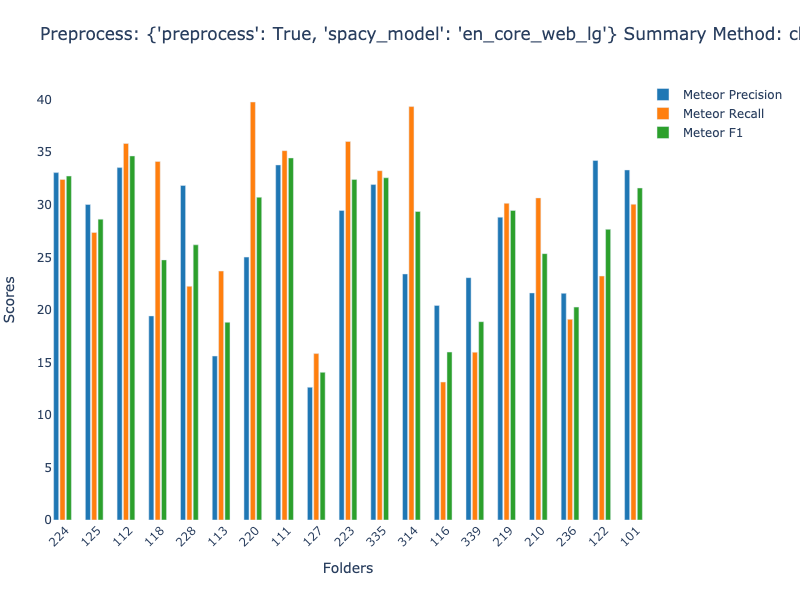 Preprocess: {'preprocess': True, 'spacy_model': 'en_core_web_lg'} Summary Method:
Meteor Precision
Meteor Recall
Meteor F1
Scores
40
35
30
25
20
15
10
5
0
224 125 112 118 228 113 220 111 127 223 335 314 116 339 219 210 236 122 101
Folders